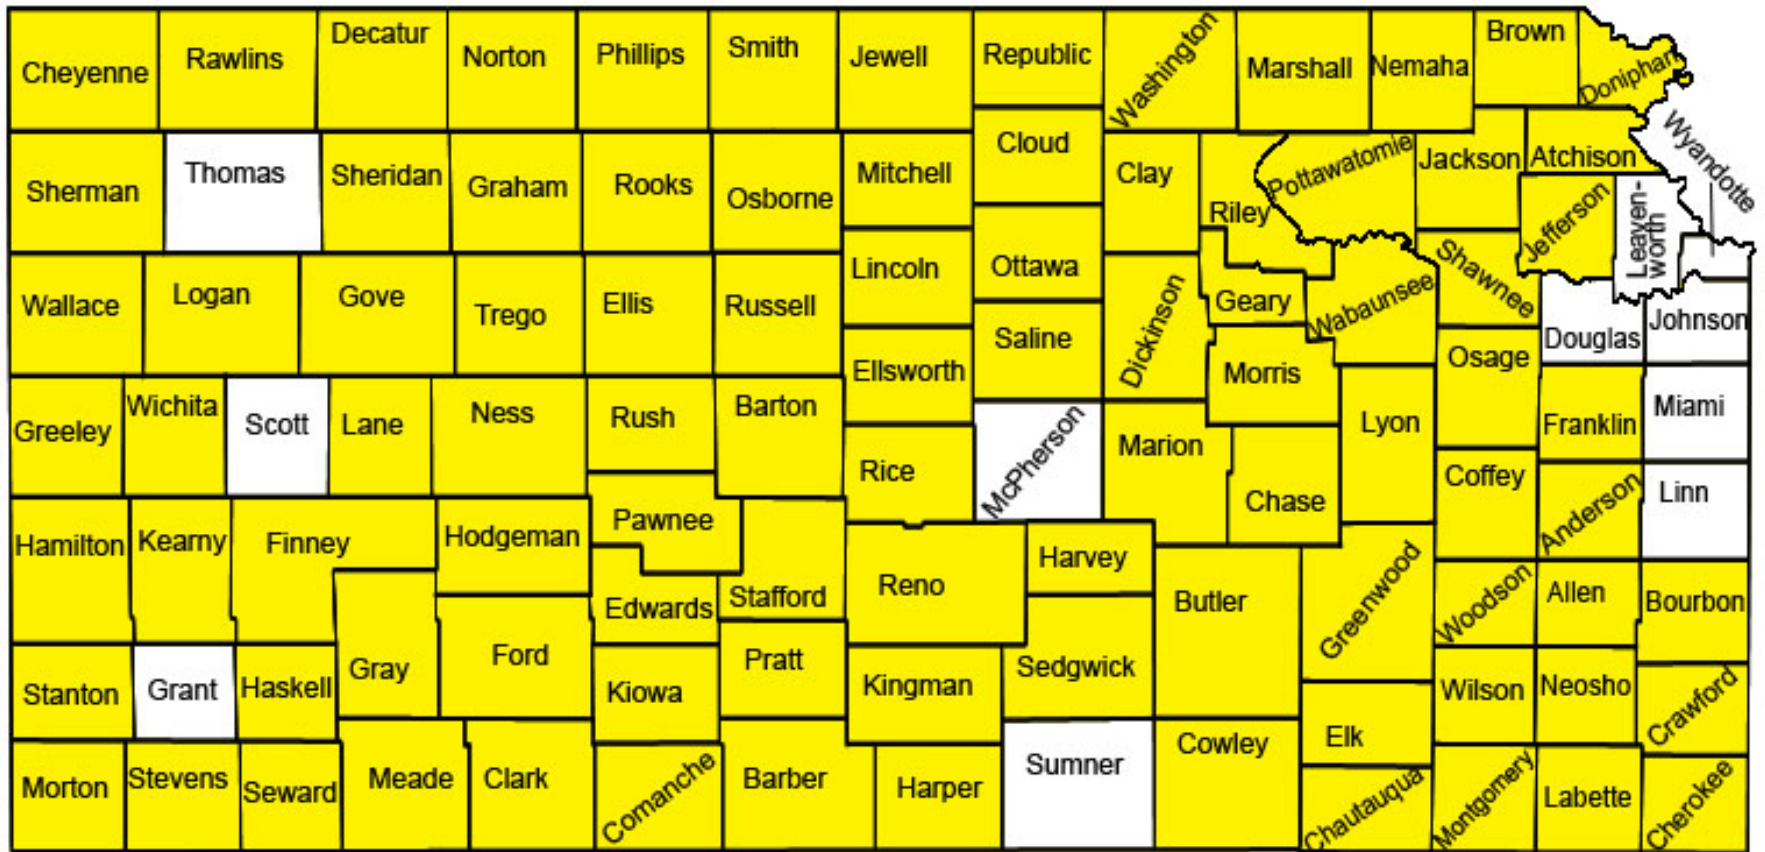 Cheyenne
Rawlins
Decatur
Norton
Phillips
Smith
Jewell
Republic
Washington
Marshall
Nemaha
Brown
Doniphan
Sherman
Thomas
Sheridan
Graham
Rooks
Osborne
Mitchell
Cloud
Clay
Riley
Pottawatomie
Jackson
Atchison
Wyandotte
Jefferson
Leaven-
worth
Wallace
Logan
Gove
Trego
Ellis
Russell
Lincoln
Ottawa
Saline
Dickinson
Geary
Wabaunsee
Shawnee
Douglas
Johnson
Ellsworth
Morris
Osage
Greeley
Wichita
Scott
Lane
Ness
Rush
Barton
Rice
McPherson
Marion
Chase
Lyon
Franklin
Miami
Coffey
Anderson
Linn
Hamilton
Kearny
Finney
Hodgeman
Pawnee
Edwards
Stafford
Reno
Harvey
Butler
Greenwood
Woodson
Allen
Bourbon
Stanton
Grant
Haskell
Gray
Ford
Kiowa
Pratt
Kingman
Sedgwick
Elk
Wilson
Neosho
Crawford
Morton
Stevens
Seward
Meade
Clark
Comanche
Barber
Harper
Sumner
Cowley
Chautauqua
Montgomery
Labette
Cherokee